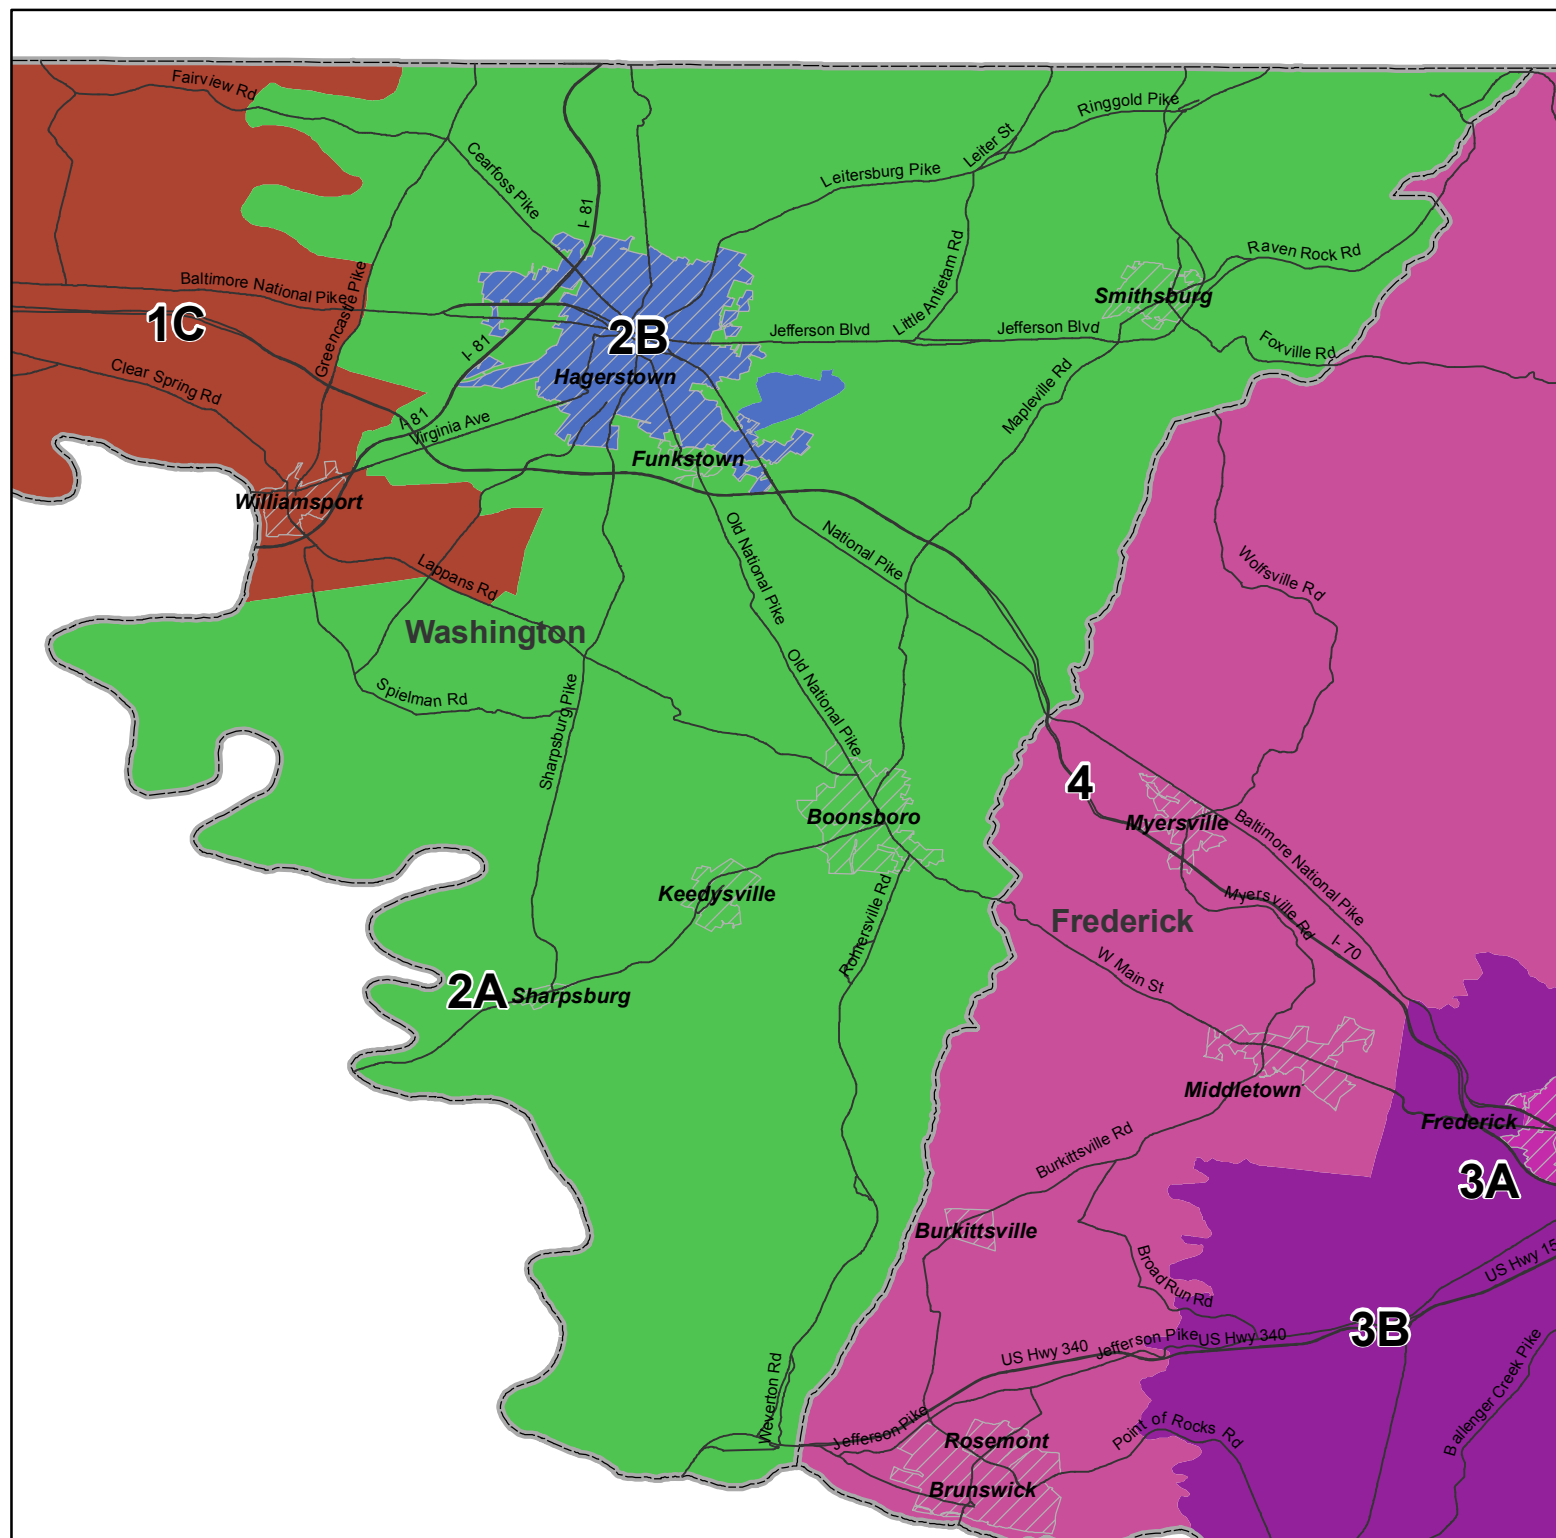 Fairview Rd
Ringgold Pike
Leiter St
Cearfoss Pike
Leitersburg Pike
I- 81
Little Antietam Rd
Raven Rock Rd
Baltimore National Pike
Greencastle Pike
Smithsburg
1C
2B
Jefferson Blvd
Jefferson Blvd
I- 81
Foxville Rd
Clear Spring Rd
Hagerstown
Mapleville Rd
I- 81
Virginia Ave
Funkstown
Williamsport
Old National Pike
National Pike
Lappans Rd
Wolfsville Rd
Washington
Old National Pike
Spielman Rd
Sharpsburg Pike
4
Boonsboro
Myersville
Baltimore National Pike
Keedysville
Rohrersville Rd
Myersville Rd
Frederick
I- 70
W Main St
2A
Sharpsburg
Middletown
Frederick
Burkittsville Rd
3A
Burkittsville
Broad Run Rd
US Hwy 15
3B
US Hwy 340
Jefferson Pike
US Hwy 340
Weverton Rd
Ballenger Creek Pike
Jefferson Pike
Rosemont
Point of Rocks Rd
Brunswick